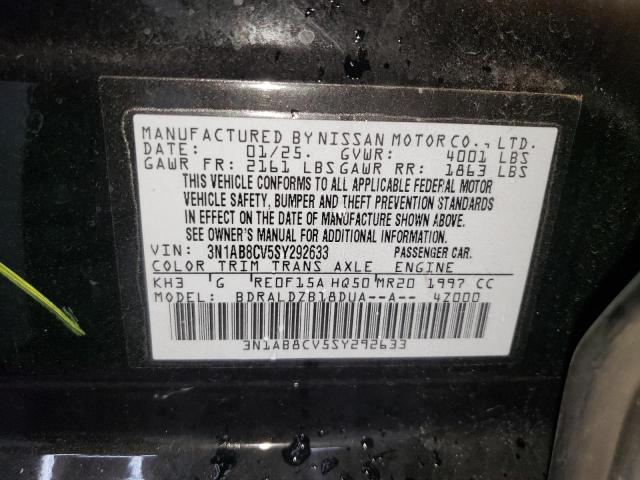 MANUFACTURED BY NISSAN MOTOR CO., LTD.
DATE: 01/25. GVWR: 4001 LBS
GAWR FR: 2161 LBS GAWR RR: 1863 LBS
THIS VEHICLE CONFORMS TO ALL APPLICABLE FEDERAL MOTOR
VEHICLE SAFETY, BUMPER AND THEFT PREVENTION STANDARDS
IN EFFECT ON THE DATE OF MANUFACTURE SHOWN ABOVE.
SEE OWNER'S MANUAL FOR ADDITIONAL INFORMATION.
VIN: 3N1AB8CV5SY292633 PASSENGER CAR.
COLOR TRIM TRANS AXLE ENGINE
KH3 G RE0F15A HQ50 MR20 1997 CC
MODEL: BDRALDZB18DUA--A-- 4Z000
3N1AB8CV5SY292633